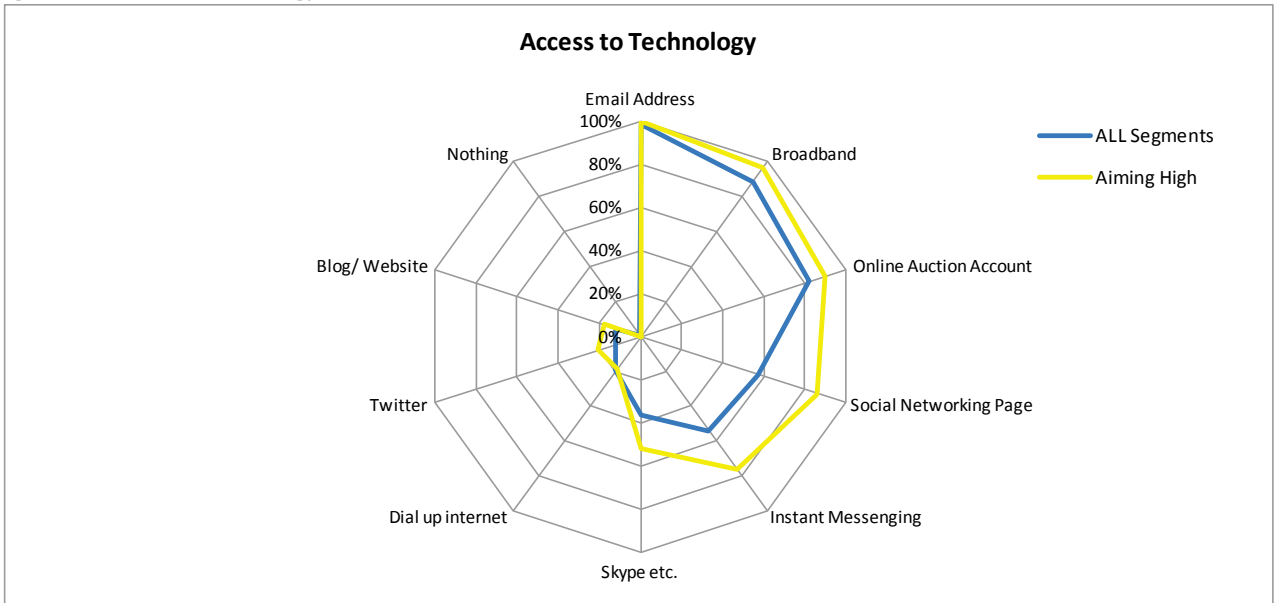 Access to Technology
Email Address
100%
80%
60%
40%
20%
0%
Broadband
Online Auction Account
Social Networking Page
Instant Messenging
Skype etc.
Dial up internet
Twitter
Blog/ Website
Nothing
ALL Segments
Aiming High